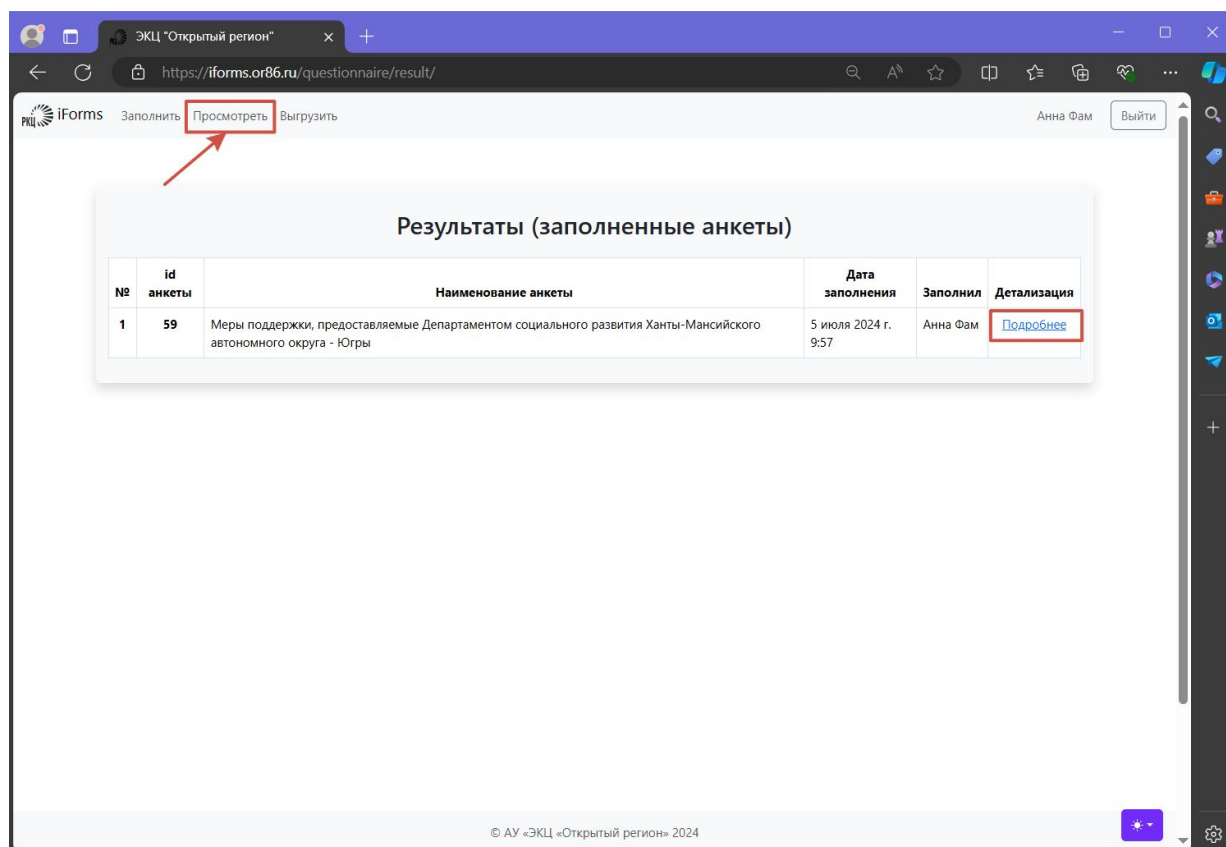 ЭКЦ "Открытый регион"
https://iforms.or86.ru/questionnaire/result/
РКЦ iForms Заполнить Просмотреть Выгрузить Анна Фам Выйти
Результаты (заполненные анкеты)
№ id анкеты Наименование анкеты Дата заполнения Заполнил Детализация
1 59 Меры поддержки, предоставляемые Департаментом социального развития Ханты-Мансийского 5 июля 2024 г. Анна Фам Подробнее
автономного округа - Югры 9:57
© АУ «ЭКЦ «Открытый регион» 2024